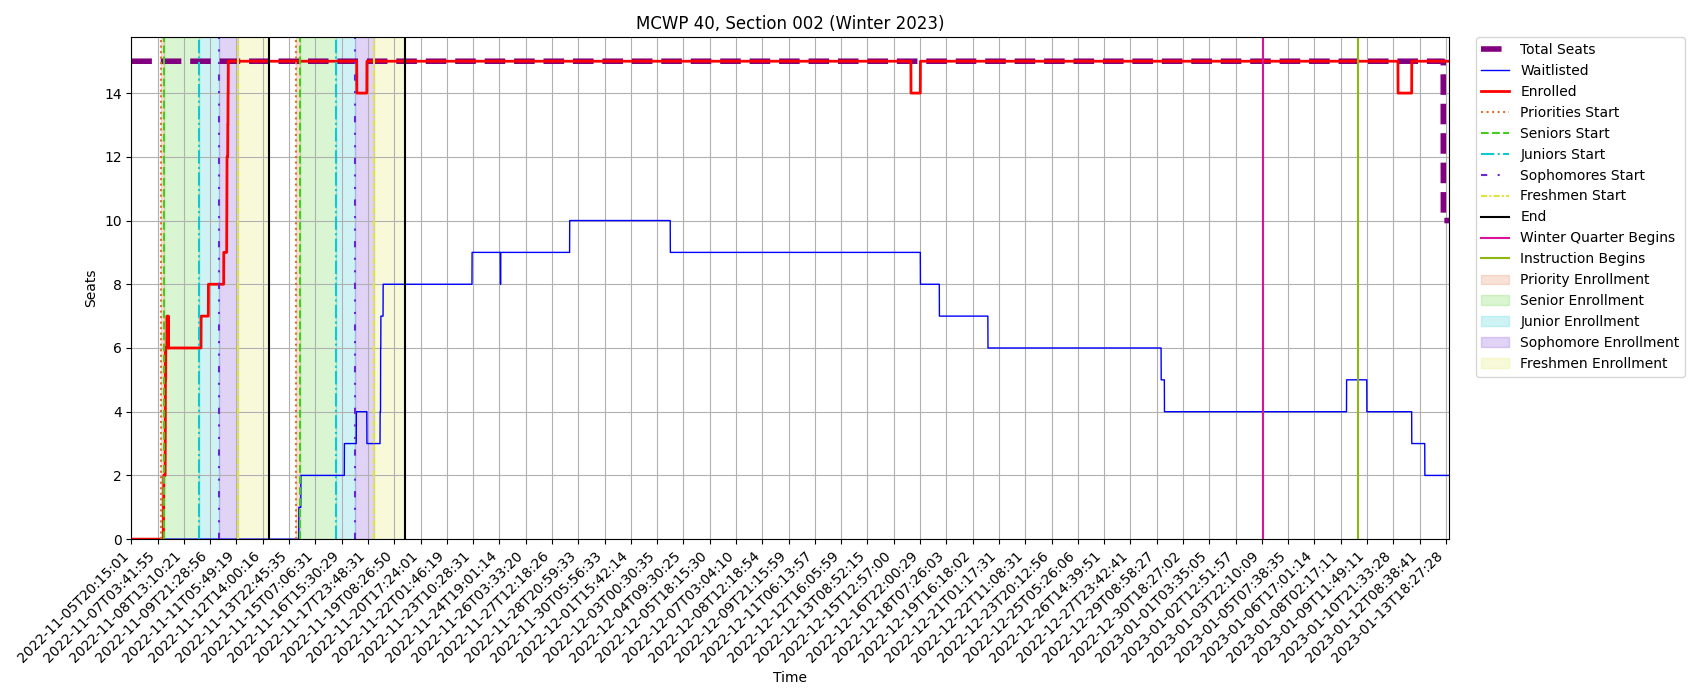 MCWP 40, Section 002 (Winter 2023)
Seats
14
12
10
8
6
4
2
0
2022-11-05T20:15:01
2022-11-07T03:41:55
2022-11-08T13:10:21
2022-11-09T21:28:56
2022-11-11T05:49:19
2022-11-12T14:00:16
2022-11-13T22:45:35
2022-11-15T07:06:31
2022-11-16T15:30:29
2022-11-17T23:48:31
2022-11-19T08:26:50
2022-11-20T17:24:01
2022-11-22T01:46:19
2022-11-23T10:28:31
2022-11-24T19:01:14
2022-11-26T03:33:20
2022-11-27T12:18:26
2022-11-28T20:59:33
2022-11-30T05:56:33
2022-12-01T15:42:14
2022-12-03T00:30:35
2022-12-04T09:30:25
2022-12-05T18:15:30
2022-12-07T03:04:10
2022-12-08T12:18:54
2022-12-09T21:15:59
2022-12-11T06:13:57
2022-12-12T16:05:59
2022-12-13T08:52:15
2022-12-15T12:57:00
2022-12-16T22:00:29
2022-12-18T07:26:03
2022-12-19T16:18:02
2022-12-21T01:17:31
2022-12-22T11:08:31
2022-12-23T20:12:56
2022-12-25T05:26:06
2022-12-26T14:39:51
2022-12-27T23:42:41
2022-12-29T08:58:27
2022-12-30T18:27:02
2023-01-01T03:35:05
2023-01-02T12:51:57
2023-01-03T22:10:09
2023-01-05T07:38:35
2023-01-06T17:01:14
2023-01-08T02:17:11
2023-01-09T11:49:11
2023-01-10T21:33:28
2023-01-12T08:38:41
2023-01-13T18:27:28
Time
Total Seats
Waitlisted
Enrolled
Priorities Start
Seniors Start
Juniors Start
Sophomores Start
Freshmen Start
End
Winter Quarter Begins
Instruction Begins
Priority Enrollment
Senior Enrollment
Junior Enrollment
Sophomore Enrollment
Freshmen Enrollment